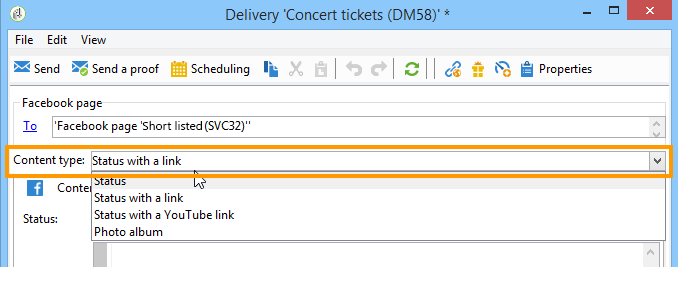 Delivery 'Concert tickets (DM58)' *
File Edit View
Send Send a proof Scheduling Properties
Facebook page
To 'Facebook page 'Short listed (SVC32)''
Content type: Status with a link
Status
Conte
Status with a link
Status: Status with a YouTube link
Photo album